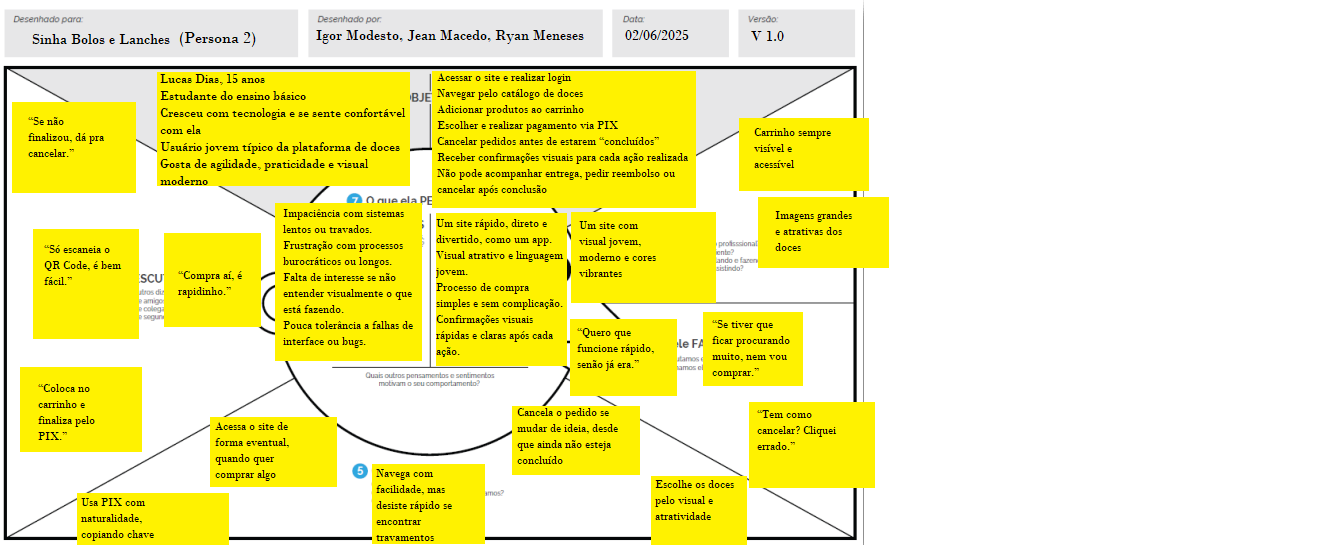 Desenhado para:
Sinha Bolos e Lanches (Persona 2)
Desenhado por:
Igor Modesto, Jean Macedo, Ryan Meneses
Data:
02/06/2025
Versão:
V 1.0
Lucas Dias, 15 anos
Estudante do ensino básico
Cresceu com tecnologia e se sente confortável
com ela
Usuário jovem típico da plataforma de doces
Gosta de agilidade, praticidade e visual
moderno
Acessar o site e realizar login
Navegar pelo catálogo de doces
Adicionar produtos ao carrinho
Escolher e realizar pagamento via PIX
Cancelar pedidos antes de estarem “concluídos”
Receber confirmações visuais para cada ação realizada
Não pode acompanhar entrega, pedir reembolso ou
cancelar após conclusão
“Se não
finalizou, dá pra
cancelar.”
Carrinho sempre
visível e
acessível
7 O que ela PE
Imagens grandes
e atrativas dos
doces
Impaciência com sistemas
lentos ou travados.
Frustração com processos
burocráticos ou longos.
Falta de interesse se não
entender visualmente o que
está fazendo.
Pouca tolerância a falhas de
interface ou bugs.
Um site rápido, direto e
divertido, como um app.
Visual atrativo e linguagem
jovem.
Processo de compra
simples e sem complicação.
Confirmações visuais
rápidas e claras após cada
ação.
Um site com
visual jovem,
moderno e cores
vibrantes
“Só escaneia o
QR Code, é bem
fácil.”
“Compra aí, é
rapidinho.”
“Quero que
funcione rápido,
senão já era.”
“Se tiver que
ficar procurando
muito, nem vou
comprar.”
Quais outros pensamentos e sentimentos
motivam o seu comportamento?
“Coloca no
carrinho e
finaliza pelo
PIX.”
Acessa o site de
forma eventual,
quando quer
comprar algo
Cancela o pedido se
mudar de ideia, desde
que ainda não esteja
concluído
“Tem como
cancelar? Cliquei
errado.”
5
Navega com
facilidade, mas
desiste rápido se
encontrar
travamentos
Escolhe os doces
pelo visual e
atratividade
Usa PIX com
naturalidade,
copiando chave